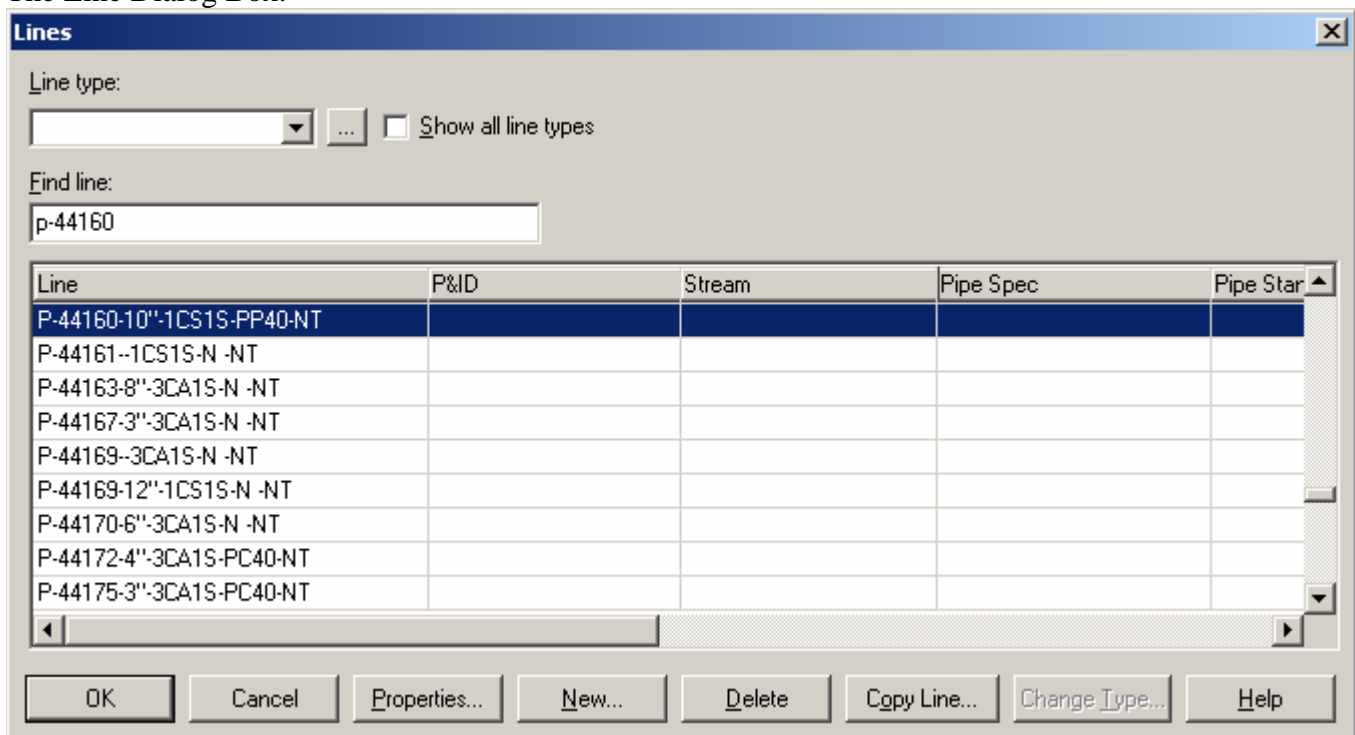 The Line Dialog Box:
Lines
Line type:
... Show all line types
Find line:
p-44160
Line P&ID Stream Pipe Spec Pipe Star
P-44160-10"-1CS1S-PP40-NT
P-44161--1CS1S-N -NT
P-44163-8"-3CA1S-N -NT
P-44167-3"-3CA1S-N -NT
P-44169--3CA1S-N -NT
P-44169-12"-1CS1S-N -NT
P-44170-6"-3CA1S-N -NT
P-44172-4"-3CA1S-PC40-NT
P-44175-3"-3CA1S-PC40-NT
OK Cancel Properties... New... Delete Copy Line... Change Type... Help